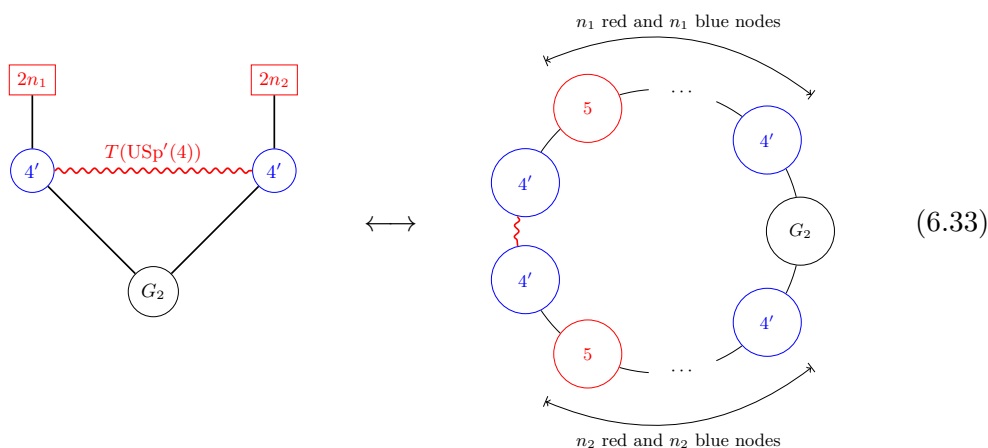 n₁ red and n₁ blue nodes
2n₁ 2n₂
T(USp′(4))
4′ 4′
G₂
5 ...
4′ 4′
G₂
4′ 4′
5 ...
n₂ red and n₂ blue nodes
(6.33)